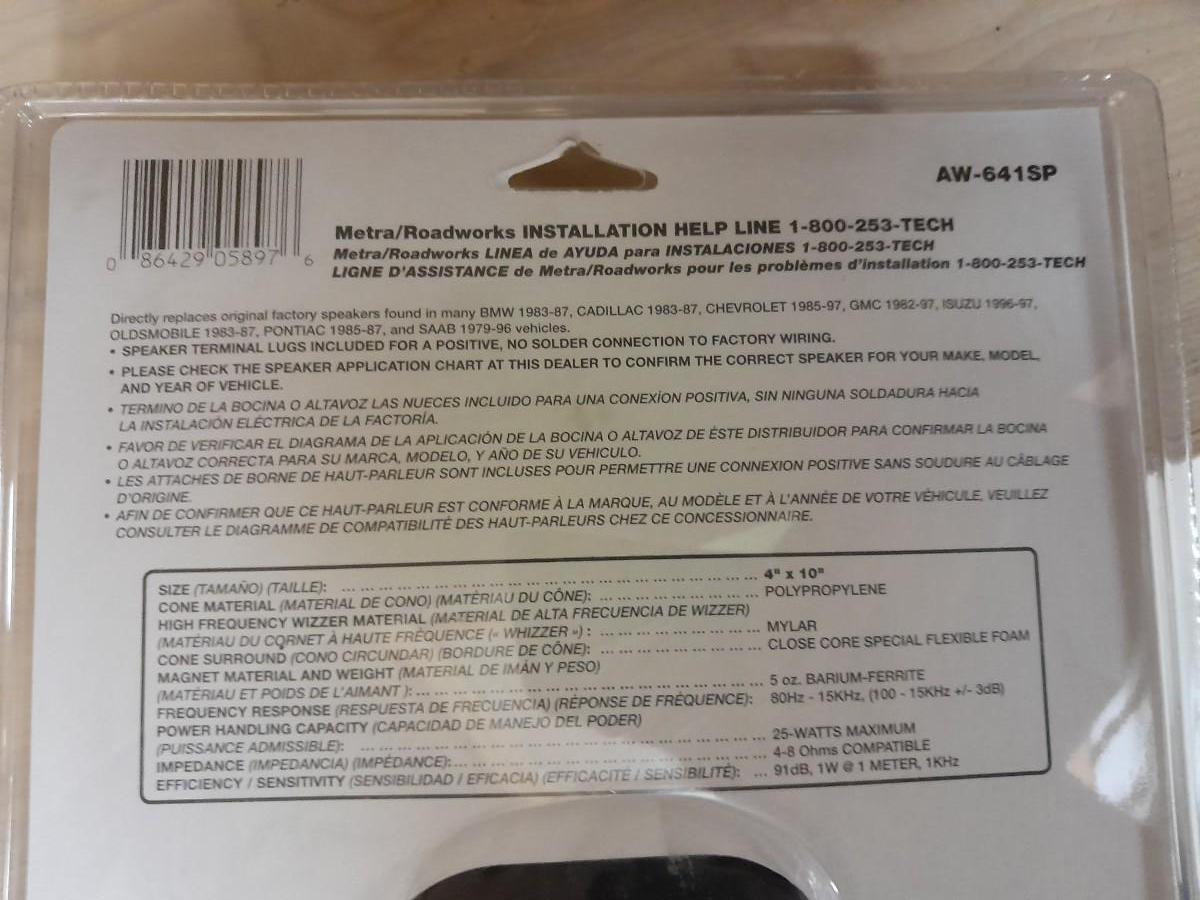 AW-641SP
0 86429 05897 6
Metra/Roadworks INSTALLATION HELP LINE 1-800-253-TECH
Metra/Roadworks LINEA de AYUDA para INSTALACIONES 1-800-253-TECH
LIGNE D'ASSISTANCE de Metra/Roadworks pour les problèmes d'installation 1-800-253-TECH
Directly replaces original factory speakers found in many BMW 1983-87, CADILLAC 1983-87, CHEVROLET 1985-97, GMC 1982-97, ISUZU 1996-97,
OLDSMOBILE 1983-87, PONTIAC 1985-87, and SAAB 1979-96 vehicles.
• SPEAKER TERMINAL LUGS INCLUDED FOR A POSITIVE, NO SOLDER CONNECTION TO FACTORY WIRING.
• PLEASE CHECK THE SPEAKER APPLICATION CHART AT THIS DEALER TO CONFIRM THE CORRECT SPEAKER FOR YOUR MAKE, MODEL,
AND YEAR OF VEHICLE.
• TERMINO DE LA BOCINA O ALTAVOZ LAS NUECES INCLUIDO PARA UNA CONEXÍON POSITIVA, SIN NINGUNA SOLDADURA HACIA
LA INSTALACIÓN ELÉCTRICA DE LA FACTORÍA.
• FAVOR DE VERIFICAR EL DIAGRAMA DE LA APLICACIÓN DE LA BOCINA O ALTAVOZ DE ÉSTE DISTRIBUIDOR PARA CONFIRMAR LA BOCINA
O ALTAVOZ CORRECTA PARA SU MARCA, MODELO, Y AÑO DE SU VEHICULO.
• LES ATTACHES DE BORNE DE HAUT-PARLEUR SONT INCLUSES POUR PERMETTRE UNE CONNEXION POSITIVE SANS SOUDURE AU CÂBLAGE
D'ORIGINE.
• AFIN DE CONFIRMER QUE CE HAUT-PARLEUR EST CONFORME À LA MARQUE, AU MODÈLE ET À L'ANNÉE DE VOTRE VÉHICULE, VEUILLEZ
CONSULTER LE DIAGRAMME DE COMPATIBILITÉ DES HAUT-PARLEURS CHEZ CE CONCESSIONNAIRE.
SIZE (TAMAÑO) (TAILLE): ... 4" x 10"
CONE MATERIAL (MATERIAL DE CONO) (MATÉRIAU DU CÔNE): ... POLYPROPYLENE
HIGH FREQUENCY WIZZER MATERIAL (MATERIAL DE ALTA FRECUENCIA DE WIZZER)
(MATÉRIAU DU CORNET À HAUTE FRÉQUENCE (« WHIZZER ») : ... MYLAR
CONE SURROUND (CONO CIRCUNDAR) (BORDURE DE CÔNE): ... CLOSE CORE SPECIAL FLEXIBLE FOAM
MAGNET MATERIAL AND WEIGHT (MATERIAL DE IMÁN Y PESO)
(MATÉRIAU ET POIDS DE L'AIMANT ): ... 5 oz. BARIUM-FERRITE
FREQUENCY RESPONSE (RESPUESTA DE FRECUENCIA) (RÉPONSE DE FRÉQUENCE): 80Hz - 15KHz, (100 - 15KHz +/- 3dB)
POWER HANDLING CAPACITY (CAPACIDAD DE MANEJO DEL PODER)
(PUISSANCE ADMISSIBLE): ... 25-WATTS MAXIMUM
IMPEDANCE (IMPEDANCIA) (IMPÉDANCE): ... 4-8 Ohms COMPATIBLE
EFFICIENCY / SENSITIVITY (SENSIBILIDAD / EFICACIA) (EFFICACITÉ / SENSIBILITÉ): ... 91dB, 1W @ 1 METER, 1KHz